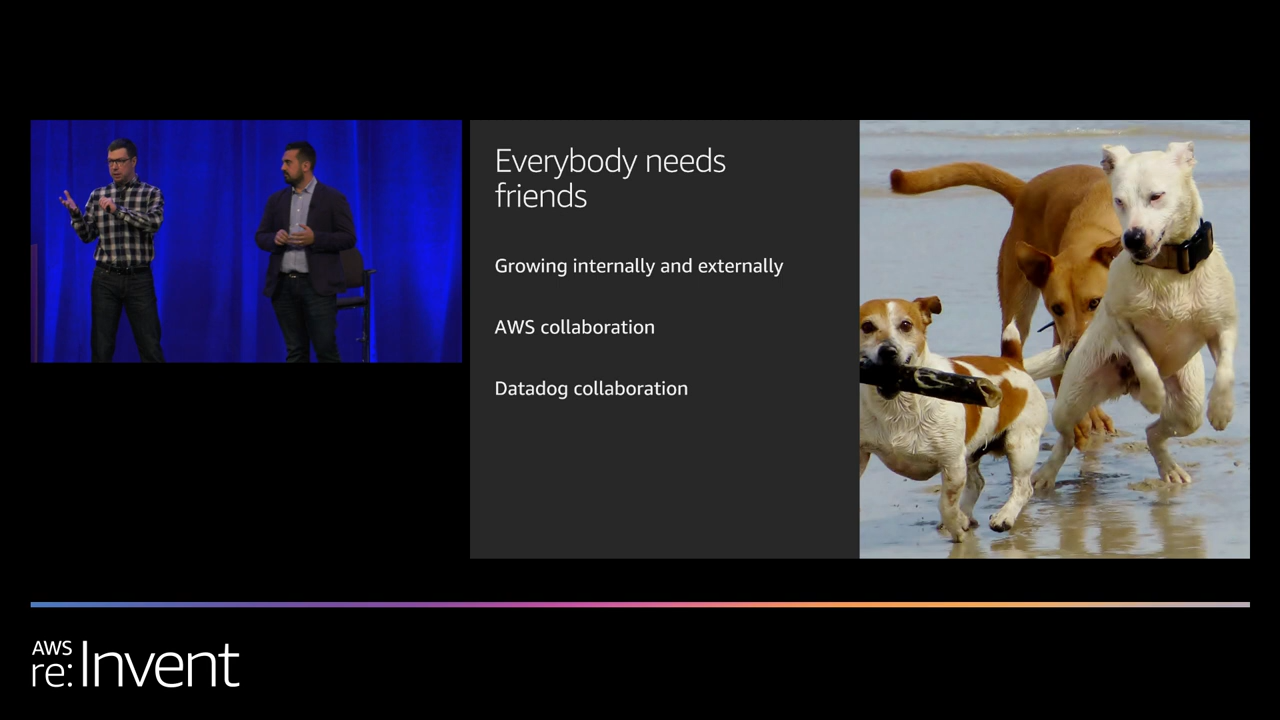 Everybody needs
friends
Growing internally and externally
AWS collaboration
Datadog collaboration
AWS
re:Invent